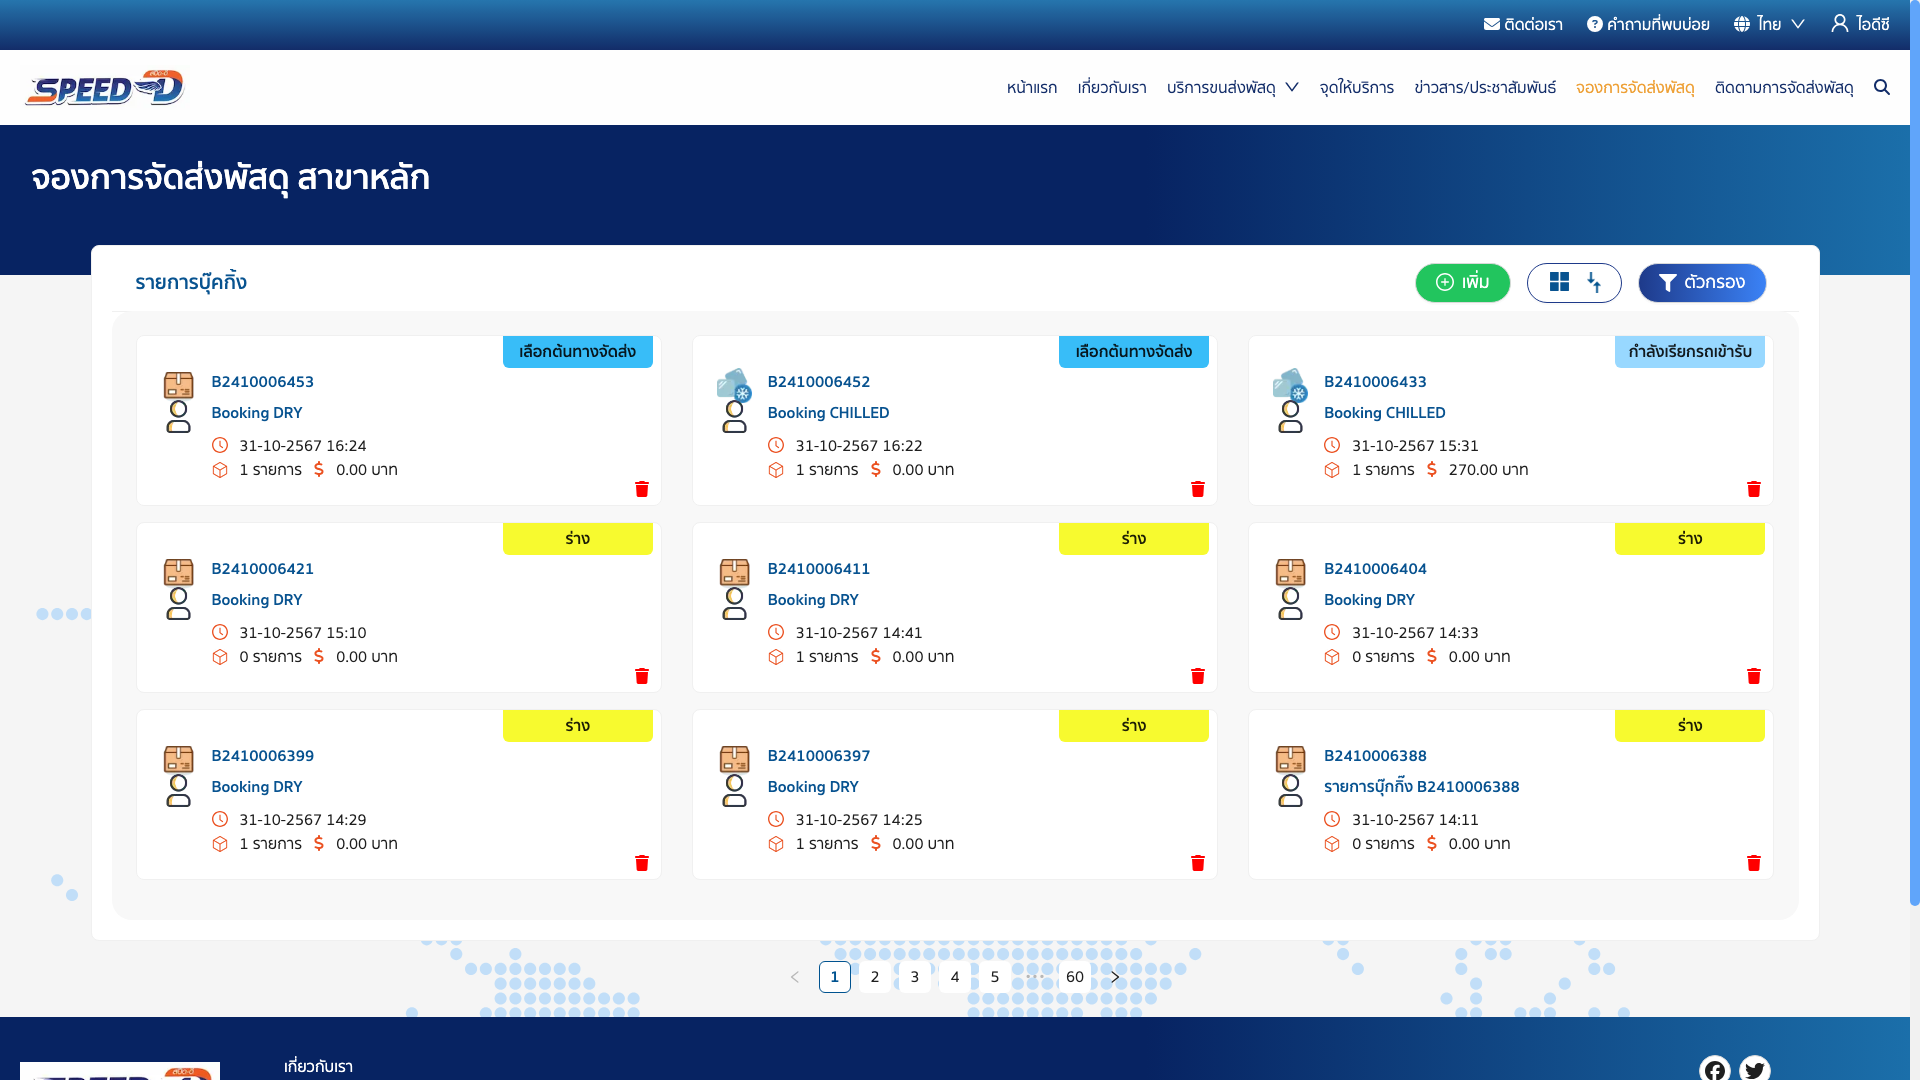 ติดต่อเรา คำถามที่พบบ่อย ไทย ไอดีซี
SPEED-D
หน้าแรก เกี่ยวกับเรา บริการขนส่งพัสดุ จุดให้บริการ ข่าวสาร/ประชาสัมพันธ์ จองการจัดส่งพัสดุ ติดตามการจัดส่งพัสดุ
จองการจัดส่งพัสดุ สาขาหลัก
รายการบุ๊คกิ้ง
เพิ่ม
ตัวกรอง
เลือกต้นทางจัดส่ง
B2410006453
Booking DRY
31-10-2567 16:24
1 รายการ $ 0.00 บาท
เลือกต้นทางจัดส่ง
B2410006452
Booking CHILLED
31-10-2567 16:22
1 รายการ $ 0.00 บาท
กำลังเรียกรถเข้ารับ
B2410006433
Booking CHILLED
31-10-2567 15:31
1 รายการ $ 270.00 บาท
ร่าง
B2410006421
Booking DRY
31-10-2567 15:10
0 รายการ $ 0.00 บาท
ร่าง
B2410006411
Booking DRY
31-10-2567 14:41
1 รายการ $ 0.00 บาท
ร่าง
B2410006404
Booking DRY
31-10-2567 14:33
0 รายการ $ 0.00 บาท
ร่าง
B2410006399
Booking DRY
31-10-2567 14:29
1 รายการ $ 0.00 บาท
ร่าง
B2410006397
Booking DRY
31-10-2567 14:25
1 รายการ $ 0.00 บาท
ร่าง
B2410006388
รายการบุ๊กกิ๊ง B2410006388
31-10-2567 14:11
0 รายการ $ 0.00 บาท
< 1 2 3 4 5 ••• 60 >
เกี่ยวกับเรา